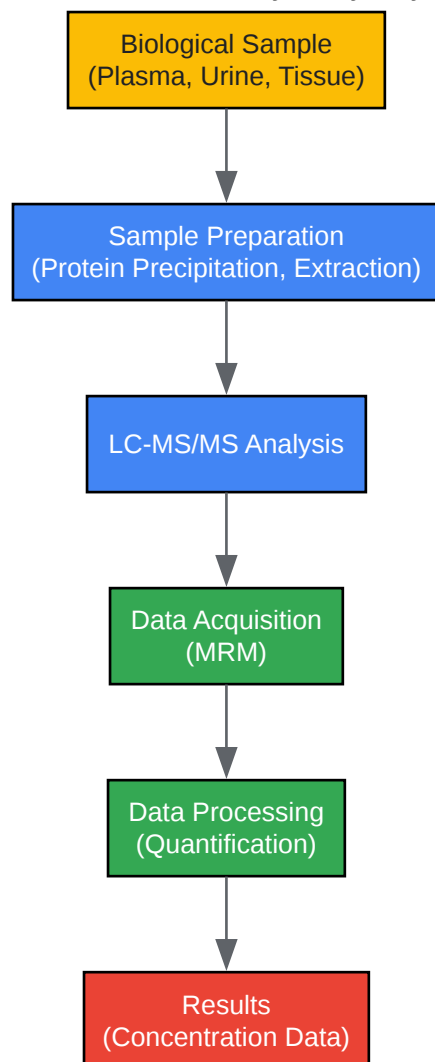 Biological Sample
(Plasma, Urine, Tissue)
Sample Preparation
(Protein Precipitation, Extraction)
LC-MS/MS Analysis
Data Acquisition
(MRM)
Data Processing
(Quantification)
Results
(Concentration Data)